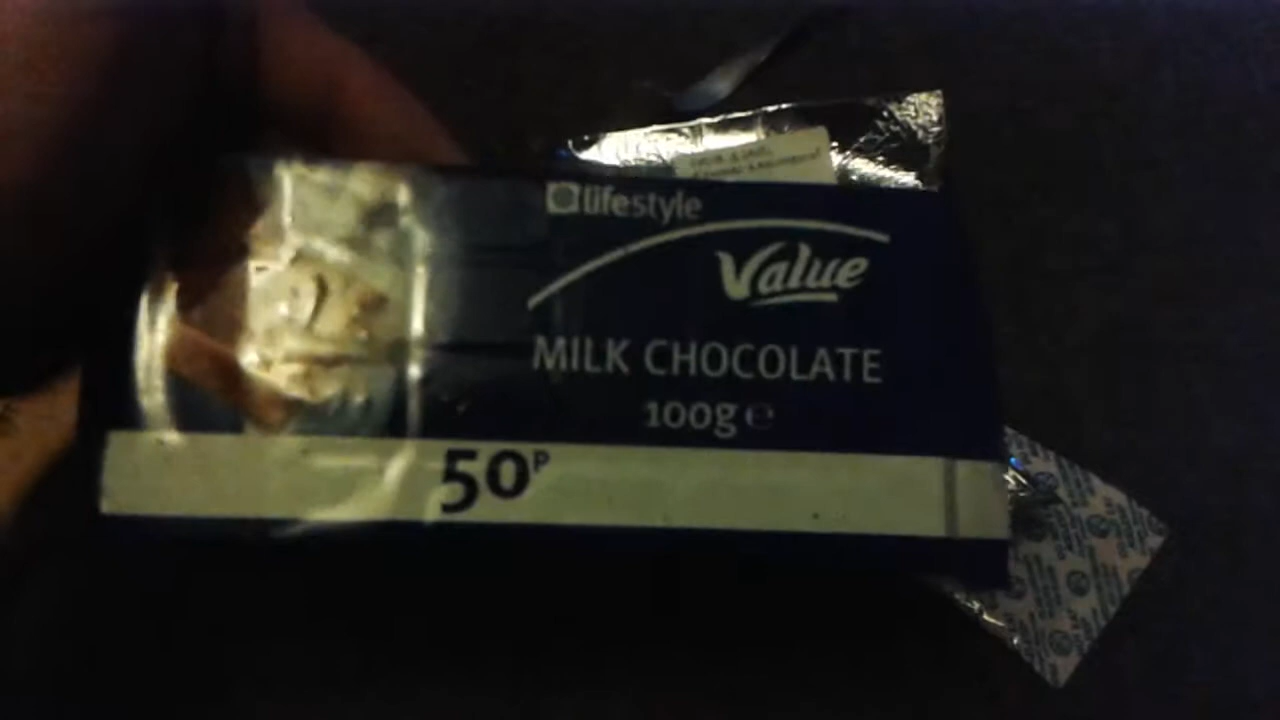 lifestyle
Value
MILK CHOCOLATE
100g ℮
50P